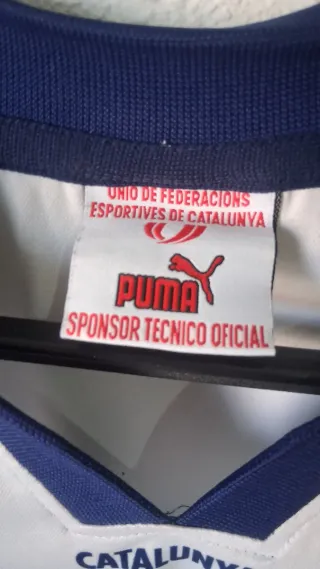 UNIO DE FEDERACIONS
ESPORTIVES DE CATALUNYA
PUMA
SPONSOR TECNICO OFICIAL
CATALUNYA